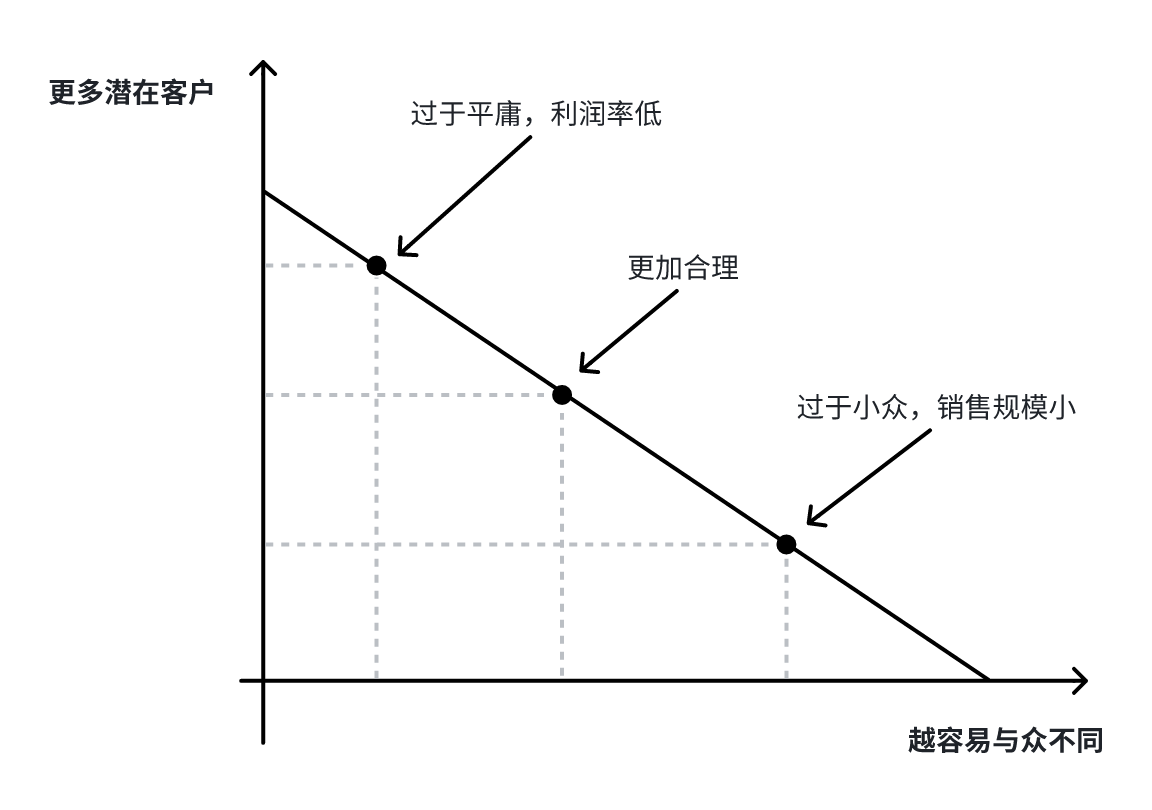 更多潜在客户
过于平庸，利润率低
更加合理
过于小众，销售规模小
越容易与众不同